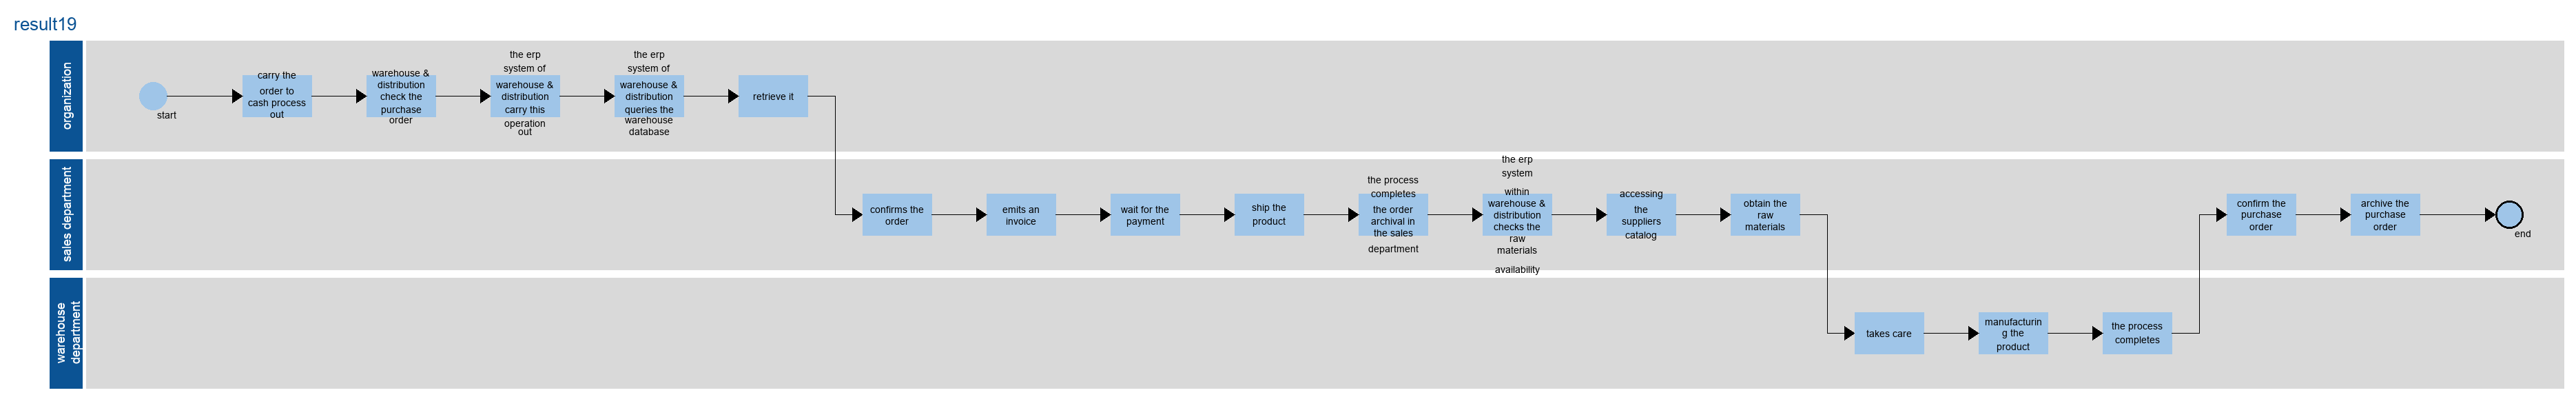 result19
organization
start
carry the
order to
cash process
out
warehouse &
distribution
check the
purchase
order
the erp
system of
warehouse &
distribution
carry this
operation
out
the erp
system of
warehouse &
distribution
queries the
warehouse
database
retrieve it
sales department
confirms the
order
emits an
invoice
wait for the
payment
ship the
product
the process
completes
the order
archival in
the sales
department
the erp
system
within
warehouse &
distribution
checks the
raw
materials
availability
accessing
the
suppliers
catalog
obtain the
raw
materials
confirm the
purchase
order
archive the
purchase
order
end
warehouse
department
takes care
manufacturin
g the
product
the process
completes